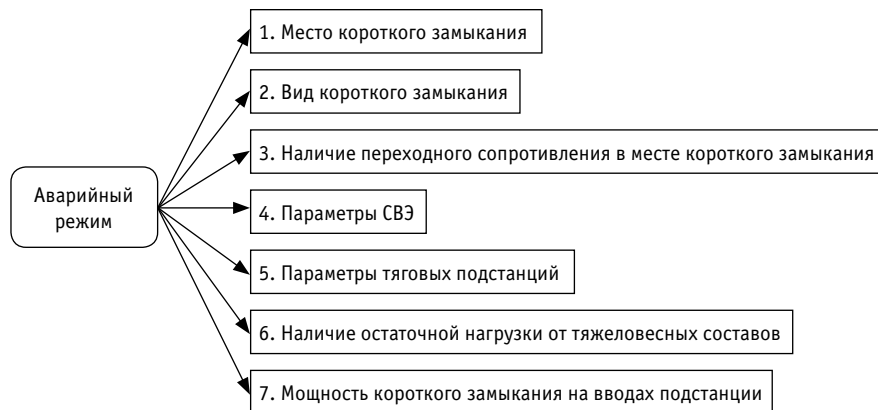 1. Место короткого замыкания
2. Вид короткого замыкания
3. Наличие переходного сопротивления в месте короткого замыкания
Аварийный
режим
4. Параметры СВЭ
5. Параметры тяговых подстанций
6. Наличие остаточной нагрузки от тяжеловесных составов
7. Мощность короткого замыкания на вводах подстанции